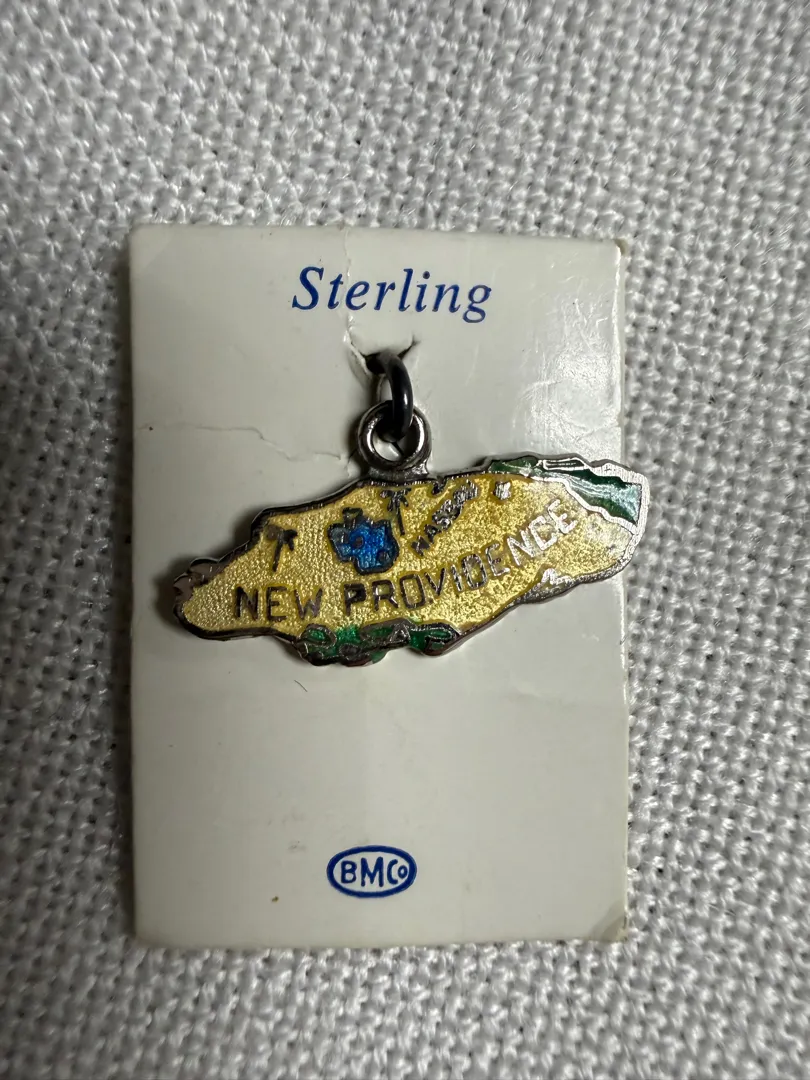 Sterling
NASSAU
NEW PROVIDENCE
BMCo